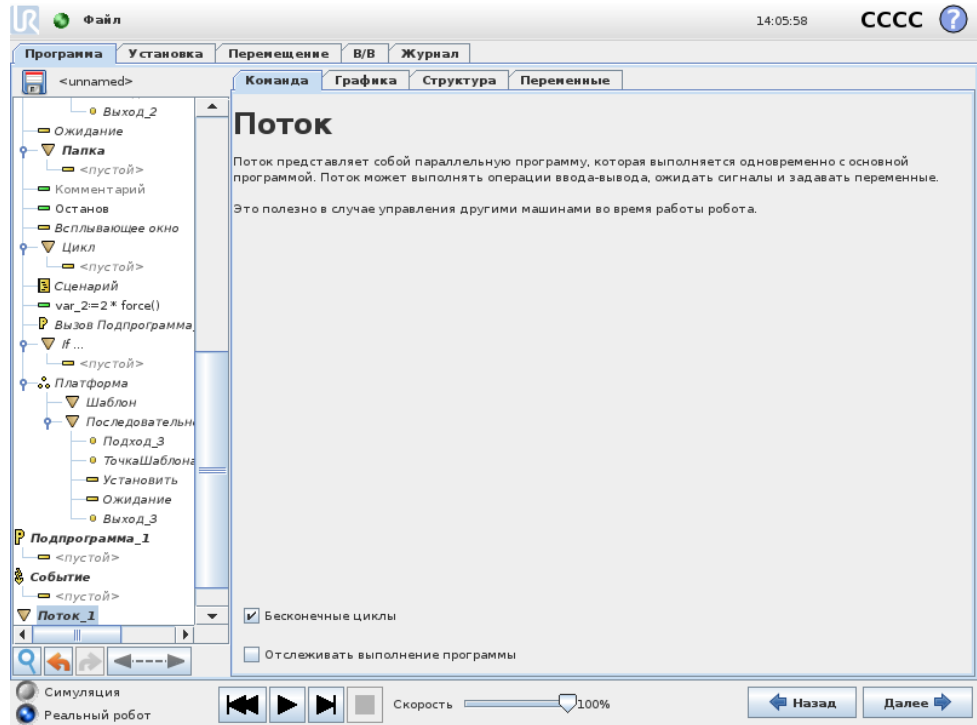 UR Файл 14:05:58 CCCC ?
Программа Установка Перемещение В/В Журнал
<unnamed>
Команда Графика Структура Переменные
Выход_2
Ожидание
Папка
<пустой>
Комментарий
Останов
Всплывающее окно
Цикл
<пустой>
Сценарий
var_2:=2 * force()
Вызов Подпрограмма_
If ...
<пустой>
Платформа
Шаблон
Последовательн
Подход_3
ТочкаШаблона
Установить
Ожидание
Выход_3
Подпрограмма_1
<пустой>
Событие
<пустой>
Поток_1
Поток
Поток представляет собой параллельную программу, которая выполняется одновременно с основной
программой. Поток может выполнять операции ввода-вывода, ожидать сигналы и задавать переменные.
Это полезно в случае управления другими машинами во время работы робота.
Бесконечные циклы
Отслеживать выполнение программы
Симуляция
Реальный робот
Скорость 100%
Назад Далее